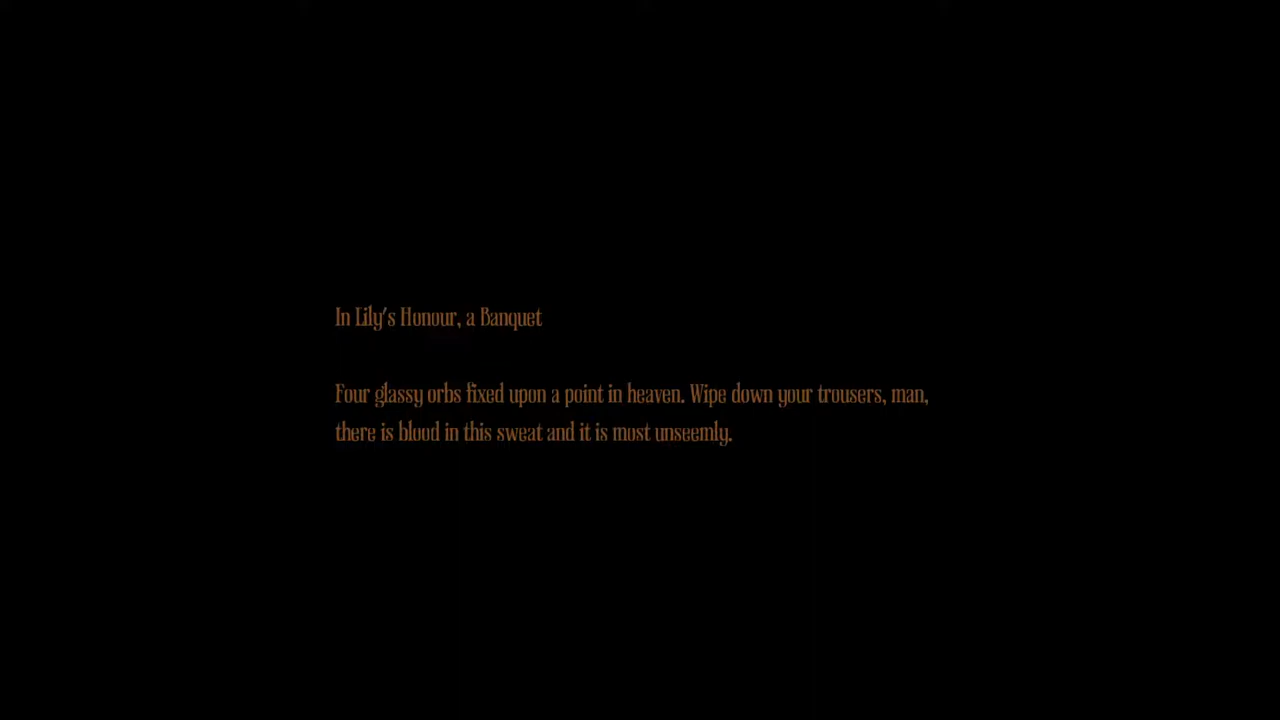 In Lily's Honour, a Banquet
Four glassy orbs fixed upon a point in heaven. Wipe down your trousers, man,
there is blood in this sweat and it is most unseemly.